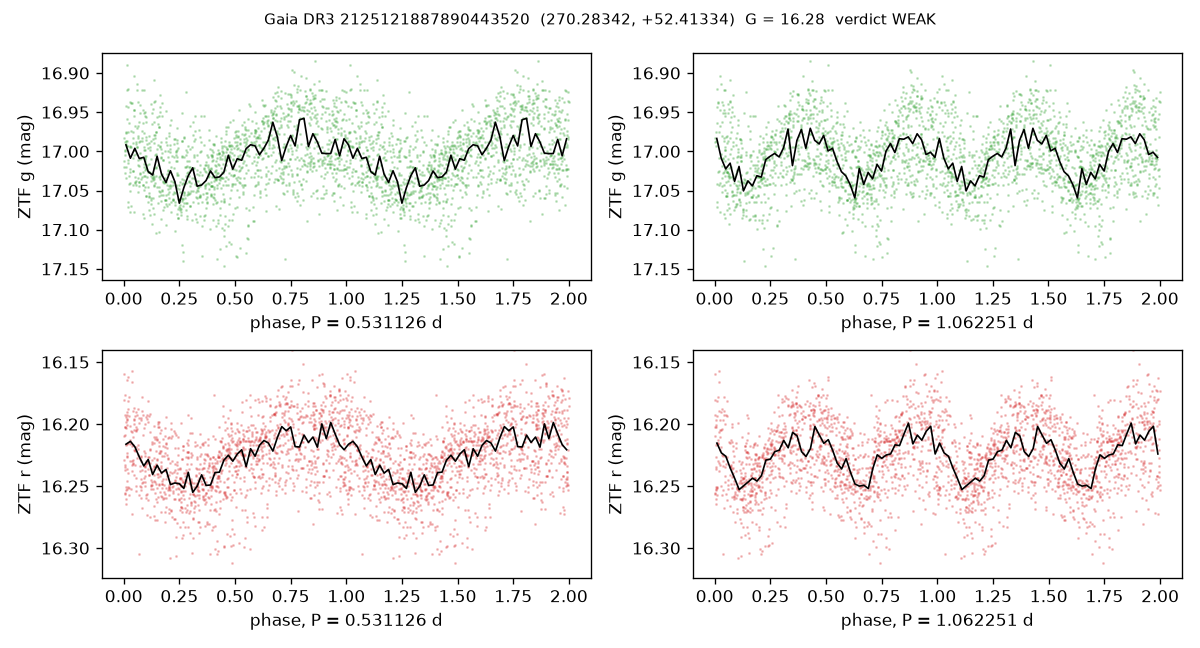 Gaia DR3 2125121887890443520 (270.28342, +52.41334) G = 16.28 verdict WEAK
ZTF g (mag)
16.90
16.95
17.00
17.05
17.10
17.15
0.00 0.25 0.50 0.75 1.00 1.25 1.50 1.75 2.00
phase, P = 0.531126 d
ZTF g (mag)
16.90
16.95
17.00
17.05
17.10
17.15
0.00 0.25 0.50 0.75 1.00 1.25 1.50 1.75 2.00
phase, P = 1.062251 d
ZTF r (mag)
16.15
16.20
16.25
16.30
0.00 0.25 0.50 0.75 1.00 1.25 1.50 1.75 2.00
phase, P = 0.531126 d
ZTF r (mag)
16.15
16.20
16.25
16.30
0.00 0.25 0.50 0.75 1.00 1.25 1.50 1.75 2.00
phase, P = 1.062251 d